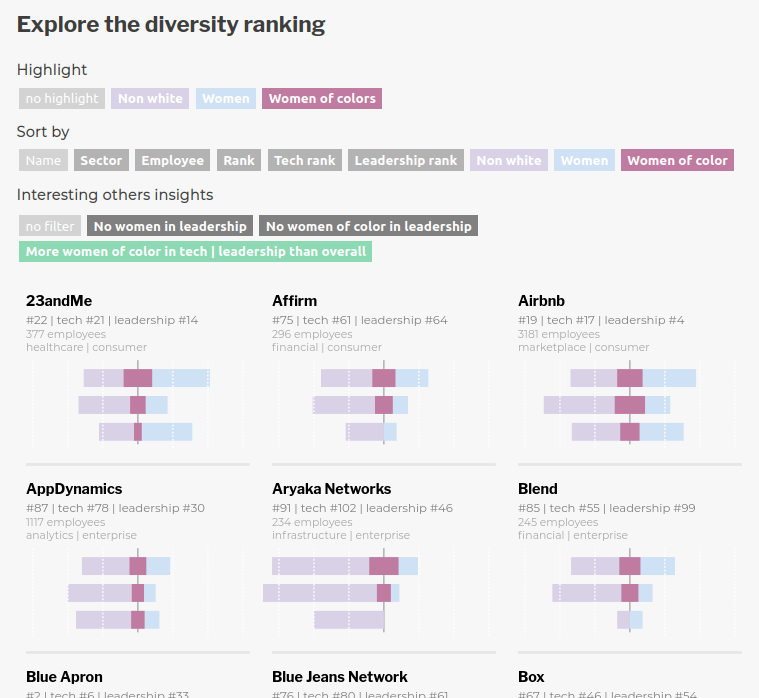 Explore the diversity ranking
Highlight
no highlight Non white Women Women of colors
Sort by
Name Sector Employee Rank Tech rank Leadership rank Non white Women Women of color
Interesting others insights
no filter No women in leadership No women of color in leadership
More women of color in tech | leadership than overall
23andMe
#22 | tech #21 | leadership #14
377 employees
healthcare | consumer
Affirm
#75 | tech #61 | leadership #64
296 employees
financial | consumer
Airbnb
#19 | tech #17 | leadership #4
3181 employees
marketplace | consumer
AppDynamics
#87 | tech #78 | leadership #30
1117 employees
analytics | enterprise
Aryaka Networks
#91 | tech #102 | leadership #46
234 employees
infrastructure | enterprise
Blend
#85 | tech #55 | leadership #99
245 employees
financial | enterprise
Blue Apron
#2 | tech #6 | leadership #33
Blue Jeans Network
#76 | tech #80 | leadership #61
Box
#67 | tech #46 | leadership #54